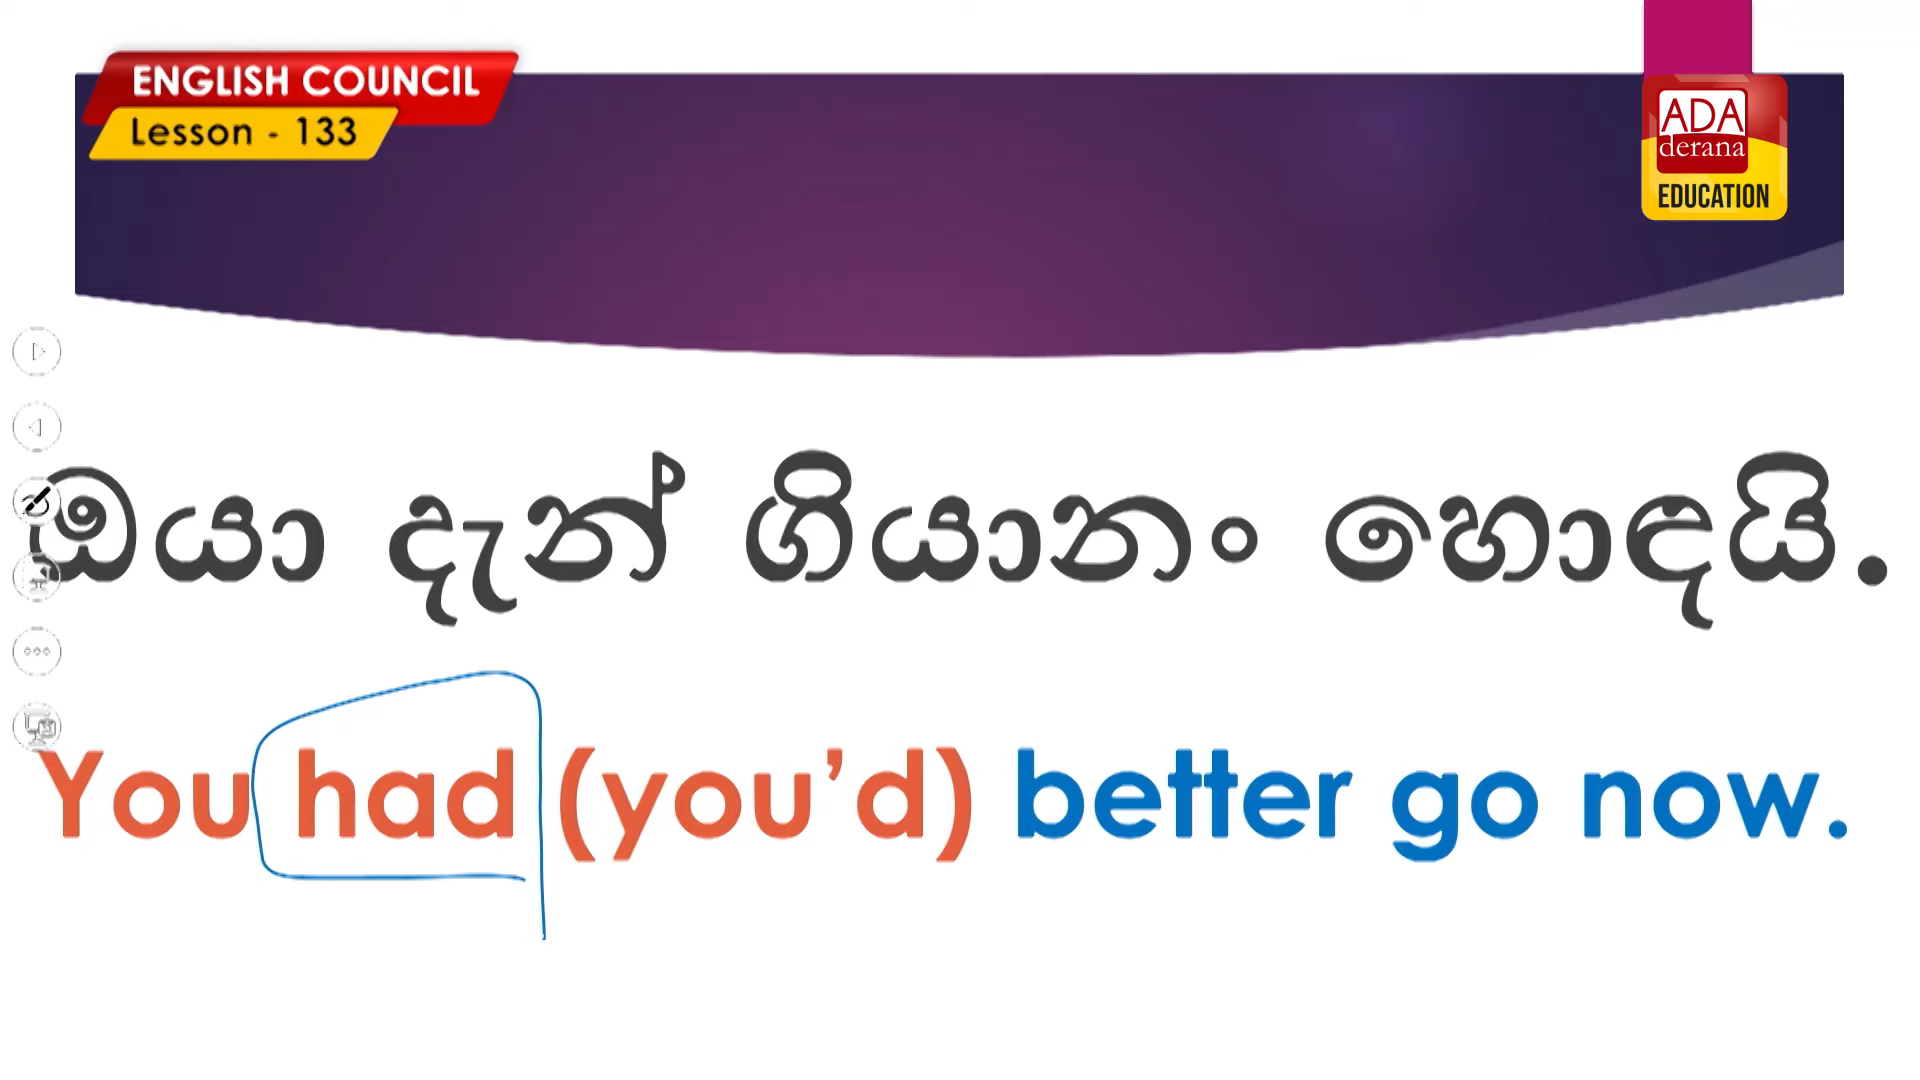 ENGLISH COUNCIL
Lesson - 133
ADA
derana
EDUCATION
ඔයා දැන් ගියානං හොඳයි.
You had (you’d) better go now.